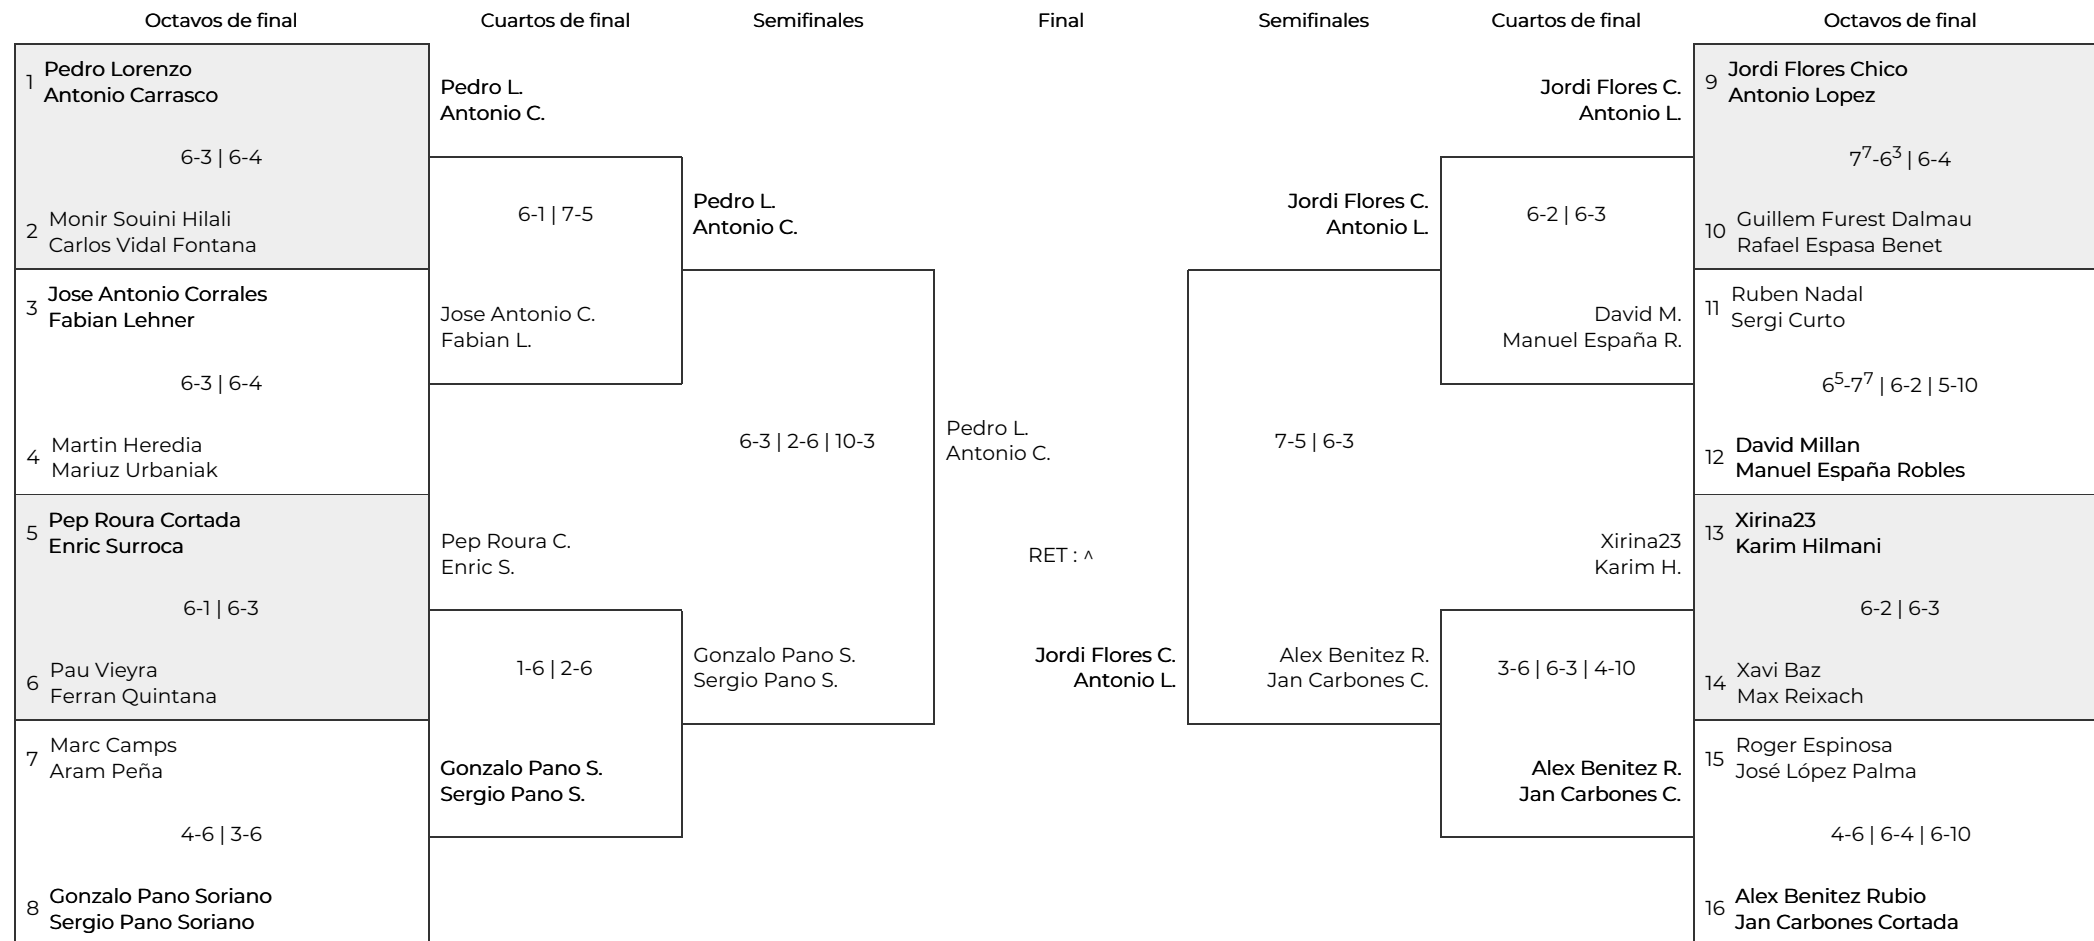 Octavos de final
Cuartos de final
Semifinales
Final
Semifinales
Cuartos de final
Octavos de final
1
Pedro Lorenzo
Antonio Carrasco
6-3 | 6-4
2
Monir Souini Hilali
Carlos Vidal Fontana
3
Jose Antonio Corrales
Fabian Lehner
6-3 | 6-4
4
Martin Heredia
Mariuz Urbaniak
5
Pep Roura Cortada
Enric Surroca
6-1 | 6-3
6
Pau Vieyra
Ferran Quintana
7
Marc Camps
Aram Peña
4-6 | 3-6
8
Gonzalo Pano Soriano
Sergio Pano Soriano
Pedro L.
Antonio C.
6-1 | 7-5
Jose Antonio C.
Fabian L.
Pep Roura C.
Enric S.
1-6 | 2-6
Gonzalo Pano S.
Sergio Pano S.
Pedro L.
Antonio C.
6-3 | 2-6 | 10-3
Gonzalo Pano S.
Sergio Pano S.
Pedro L.
Antonio C.
RET : ^
Jordi Flores C.
Antonio L.
Jordi Flores C.
Antonio L.
7-5 | 6-3
Alex Benitez R.
Jan Carbones C.
Jordi Flores C.
Antonio L.
6-2 | 6-3
David M.
Manuel España R.
Xirina23
Karim H.
3-6 | 6-3 | 4-10
Alex Benitez R.
Jan Carbones C.
9
Jordi Flores Chico
Antonio Lopez
7⁷-6³ | 6-4
10
Guillem Furest Dalmau
Rafael Espasa Benet
11
Ruben Nadal
Sergi Curto
6⁵-7⁷ | 6-2 | 5-10
12
David Millan
Manuel España Robles
13
Xirina23
Karim Hilmani
6-2 | 6-3
14
Xavi Baz
Max Reixach
15
Roger Espinosa
José López Palma
4-6 | 6-4 | 6-10
16
Alex Benitez Rubio
Jan Carbones Cortada